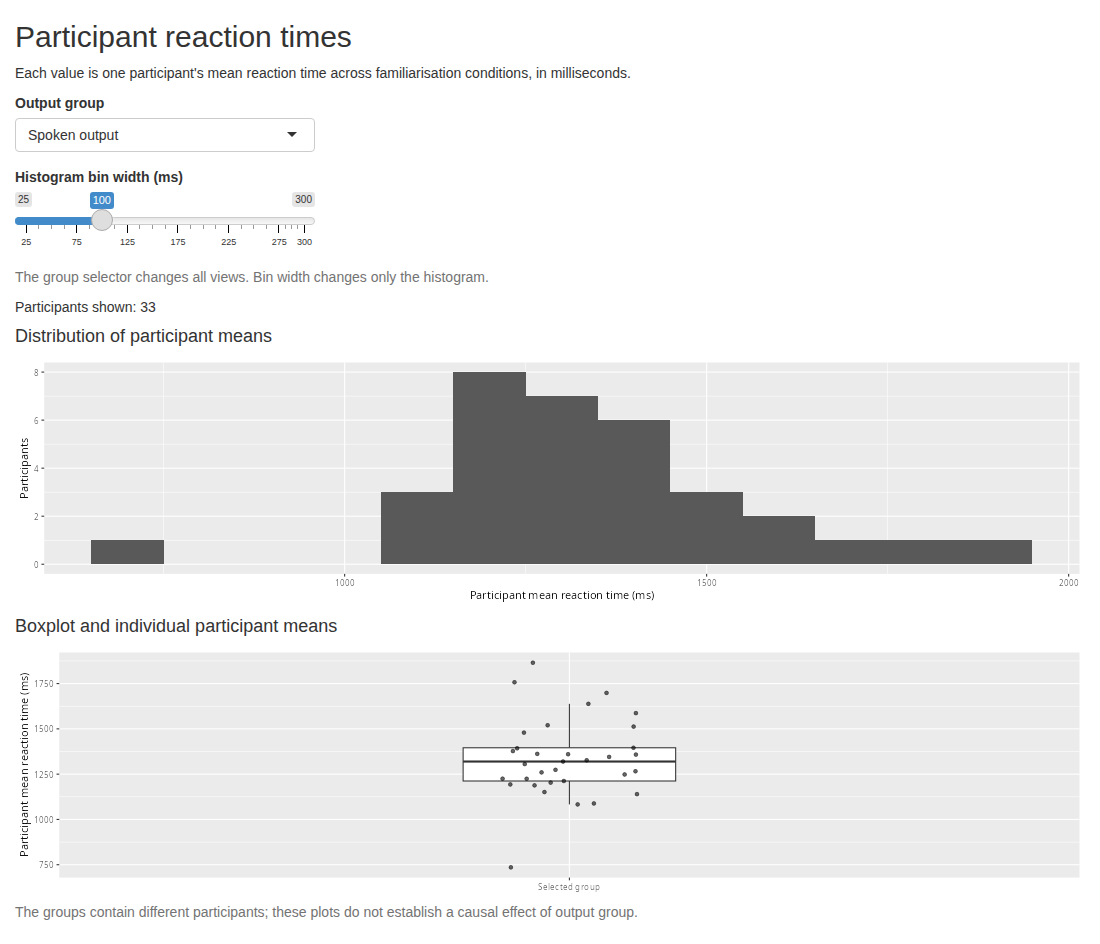 Participant reaction times
Each value is one participant's mean reaction time across familiarisation conditions, in milliseconds.
Output group
Spoken output
Histogram bin width (ms)
25 100 300
25 75 125 175 225 275 300
The group selector changes all views. Bin width changes only the histogram.
Participants shown: 33
Distribution of participant means
8
6
4
2
0
Participants
1000 1500 2000
Participant mean reaction time (ms)
Boxplot and individual participant means
1750
1500
1250
1000
750
Participant mean reaction time (ms)
Selected group
The groups contain different participants; these plots do not establish a causal effect of output group.